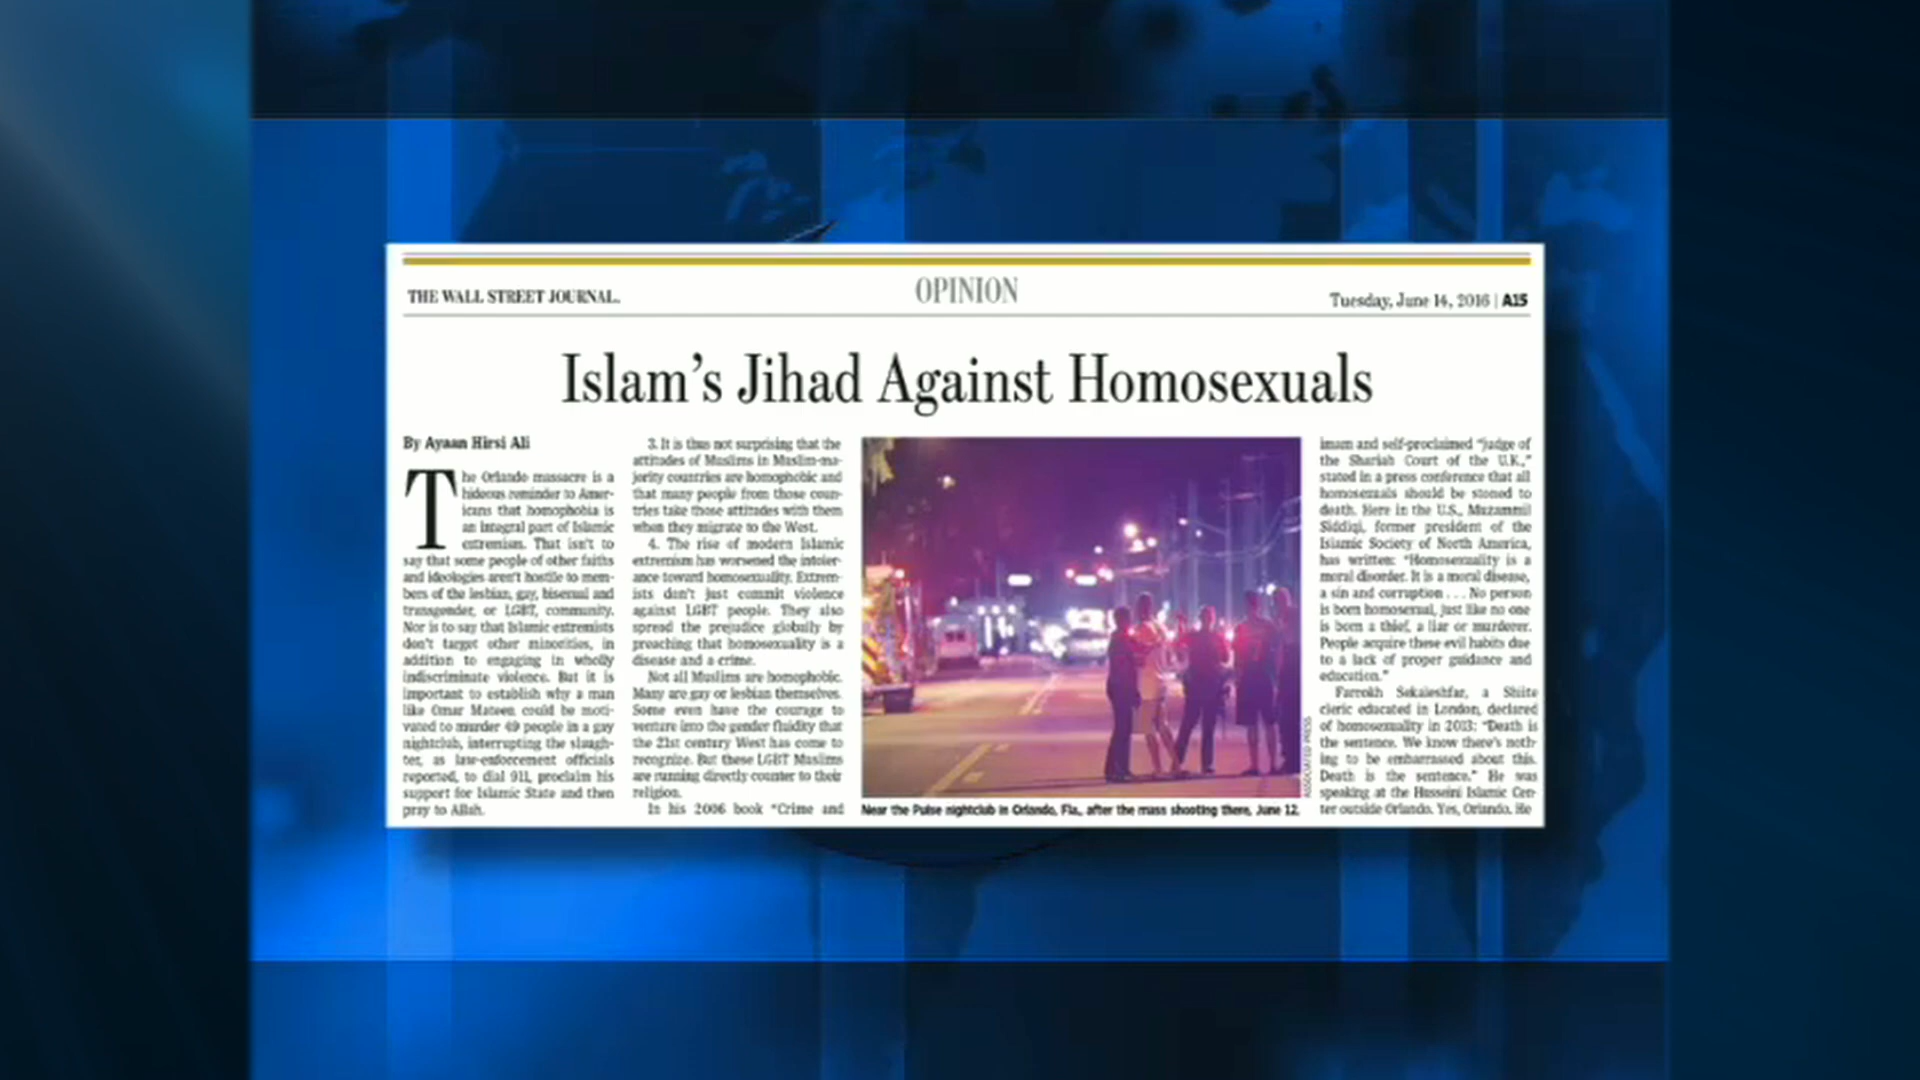 THE WALL STREET JOURNAL.
OPINION
Tuesday, June 14, 2016 | A15
Islam's Jihad Against Homosexuals
By Ayaan Hirsi Ali
The Orlando massacre is a
hideous reminder to Amer-
icans that homophobia is
an integral part of Islamic
extremism. That isn't to
say that some people of other faiths
and ideologies aren't hostile to mem-
bers of the lesbian, gay, bisexual and
transgender, or LGBT, community.
Nor is to say that Islamic extremists
don't target other minorities, in
addition to engaging in wholly
indiscriminate violence. But it is
important to establish why a man
like Omar Mateen could be moti-
vated to murder 49 people in a gay
nightclub, interrupting the slaugh-
ter, as law-enforcement officials
reported, to dial 911, proclaim his
support for Islamic State and then
pray to Allah.
3. It is thus not surprising that the
attitudes of Muslims in Muslim-ma-
jority countries are homophobic and
that many people from those coun-
tries take those attitudes with them
when they migrate to the West.
4. The rise of modern Islamic
extremism has worsened the intoler-
ance toward homosexuality. Extrem-
ists don't just commit violence
against LGBT people. They also
spread the prejudice globally by
preaching that homosexuality is a
disease and a crime.
Not all Muslims are homophobic.
Many are gay or lesbian themselves.
Some even have the courage to
venture into the gender fluidity that
the 21st century West has come to
recognize. But these LGBT Muslims
are running directly counter to their
religion.
In his 2006 book "Crime and
ASSOCIATED PRESS
Near the Pulse nightclub in Orlando, Fla., after the mass shooting there, June 12.
imam and self-proclaimed "judge of
the Shariah Court of the U.K.,"
stated in a press conference that all
homosexuals should be stoned to
death. Here in the U.S., Muzammil
Siddiqi, former president of the
Islamic Society of North America,
has written: "Homosexuality is a
moral disorder. It is a moral disease,
a sin and corruption . . . No person
is born homosexual, just like no one
is born a thief, a liar or murderer.
People acquire these evil habits due
to a lack of proper guidance and
education."
Farrokh Sekaleshfar, a Shiite
cleric educated in London, declared
of homosexuality in 2013: "Death is
the sentence. We know there's noth-
ing to be embarrassed about this.
Death is the sentence." He was
speaking at the Husseini Islamic Cen-
ter outside Orlando. Yes, Orlando. He